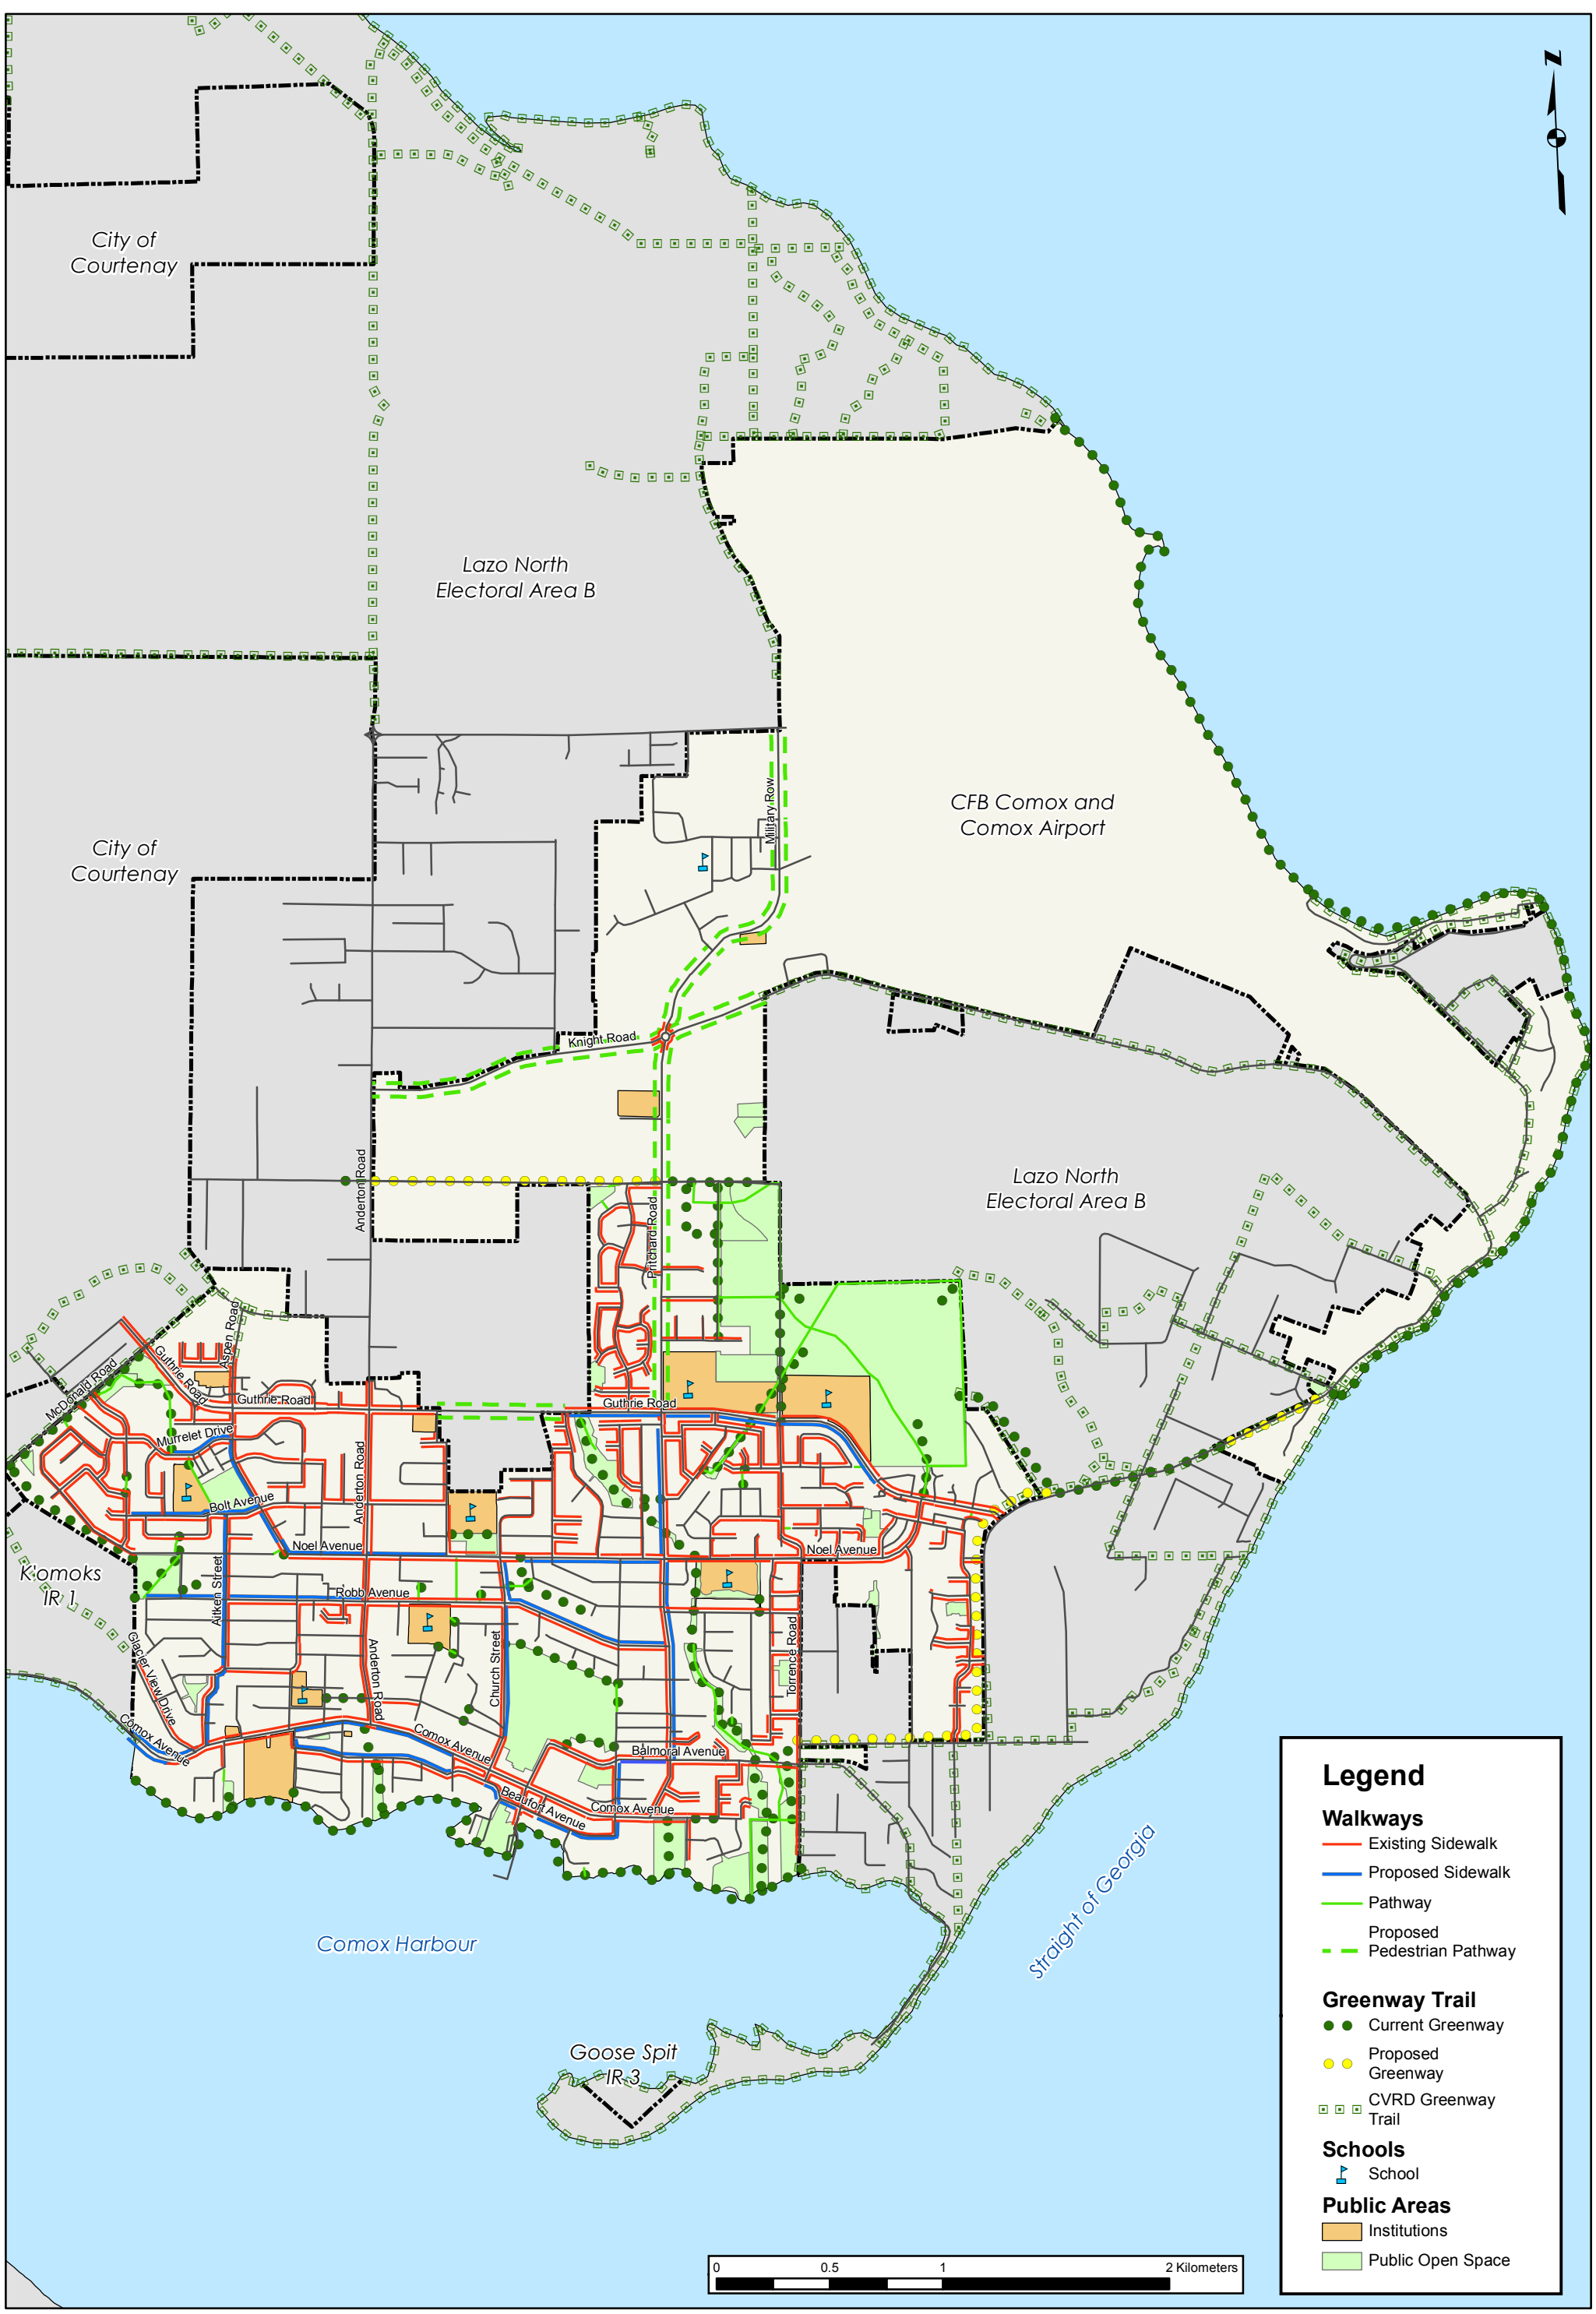 N
City of
Courtenay
Lazo North
Electoral Area B
Military Row
CFB Comox and
Comox Airport
City of
Courtenay
Knight Road
Anderton Road
Pritchard Road
Lazo North
Electoral Area B
Aspen Road
Guthrie Road
McDonald Road
Guthrie Road
Guthrie Road
Murrelet Drive
Anderton Road
Bolt Avenue
Noel Avenue
Noel Avenue
K'omoks
IR 1
Aitken Street
Robb Avenue
Glacier View Drive
Anderton Road
Church Street
Torrence Road
Comox Avenue
Comox Avenue
Balmoral Avenue
Beaufort Avenue
Comox Avenue
Comox Harbour
Straight of Georgia
Goose Spit
IR 3
Legend
Walkways
Existing Sidewalk
Proposed Sidewalk
Pathway
Proposed
Pedestrian Pathway
Greenway Trail
Current Greenway
Proposed
Greenway
CVRD Greenway
Trail
Schools
School
Public Areas
Institutions
Public Open Space
0 0.5 1 2 Kilometers